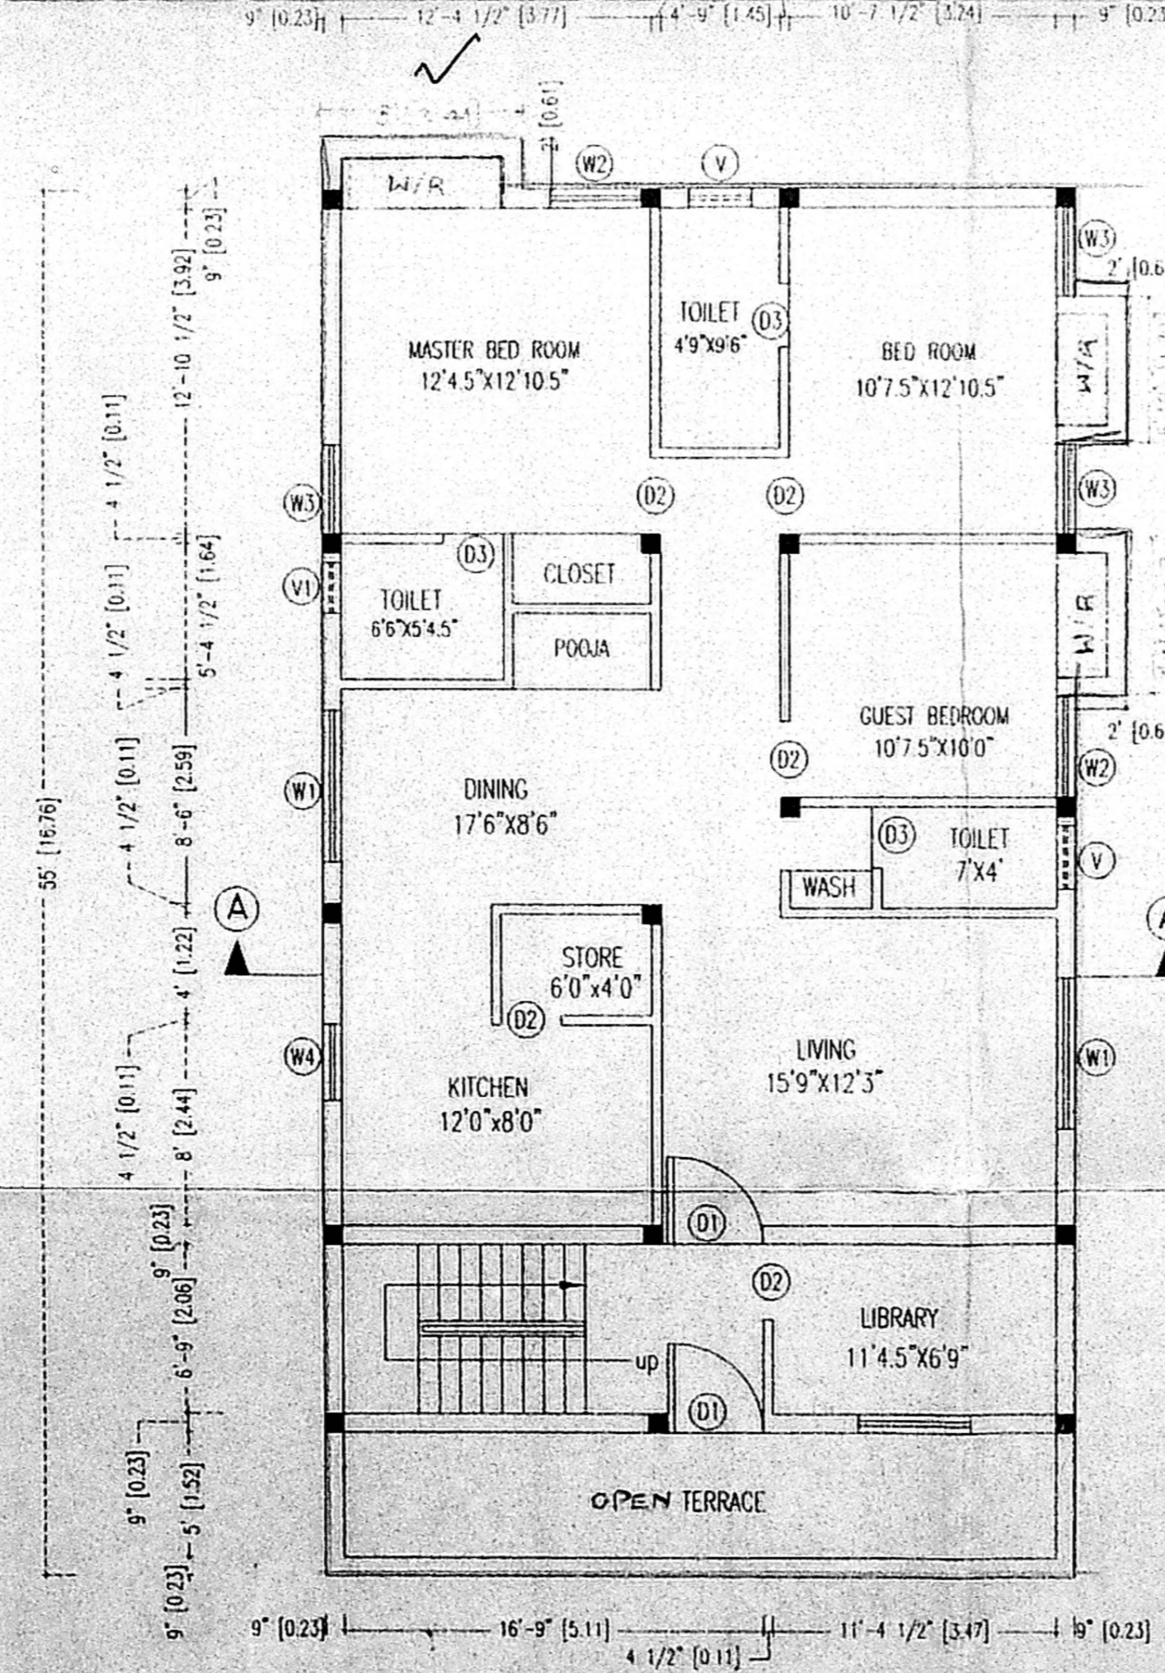 9" [0.23] 12'-4 1/2" [3.77] 4'-9" [1.45] 10'-7 1/2" [3.24] 9" [0.23
2' [0.61]
W/R
W2
V
9" [0.23]
12'-10 1/2" [3.92]
W3
2' [0.6
TOILET
4'9"X9'6"
D3
MASTER BED ROOM
12'4.5"X12'10.5"
BED ROOM
10'7.5"X12'10.5"
W/R
4 1/2" [0.11]
W3
D2
D2
W3
D3
CLOSET
V1
5'-4 1/2" [1.64]
4 1/2" [0.11]
TOILET
6'6"X5'4.5"
W/R
POOJA
GUEST BEDROOM
10'7.5"X10'0"
2' [0.6
D2
W2
W1
DINING
17'6"X8'6"
4 1/2" [0.11]
8'-6" [2.59]
55' [16.76]
D3
TOILET
7'X4'
V
WASH
A
A
4' [1.22]
STORE
6'0"x4'0"
D2
W4
LIVING
15'9"X12'3"
W1
KITCHEN
12'0"x8'0"
4 1/2" [0.11]
8' [2.44]
D1
9" [0.23]
D2
6'-9" [2.06]
LIBRARY
11'4.5"X6'9"
up
D1
9" [0.23]
5' [1.52]
OPEN TERRACE
9" [0.23]
9" [0.23] 16'-9" [5.11] 11'-4 1/2" [3.47] 9" [0.23]
4 1/2" [0.11]